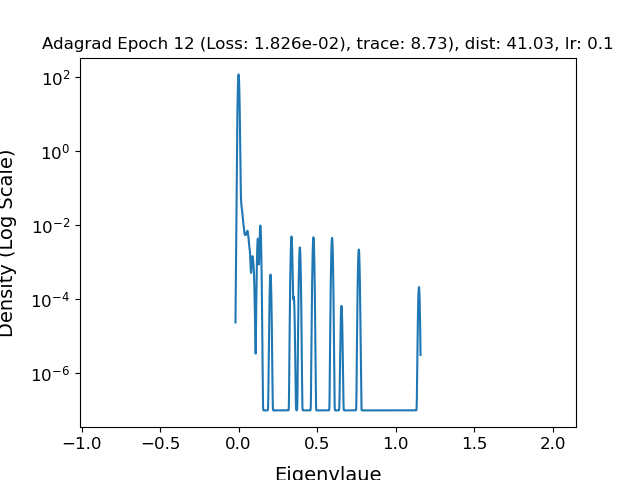 Adagrad Epoch 12 (Loss: 1.826e-02), trace: 8.73), dist: 41.03, lr: 0.1
Density (Log Scale)
10²
10⁰
10⁻²
10⁻⁴
10⁻⁶
−1.0 −0.5 0.0 0.5 1.0 1.5 2.0
Eigenvlaue